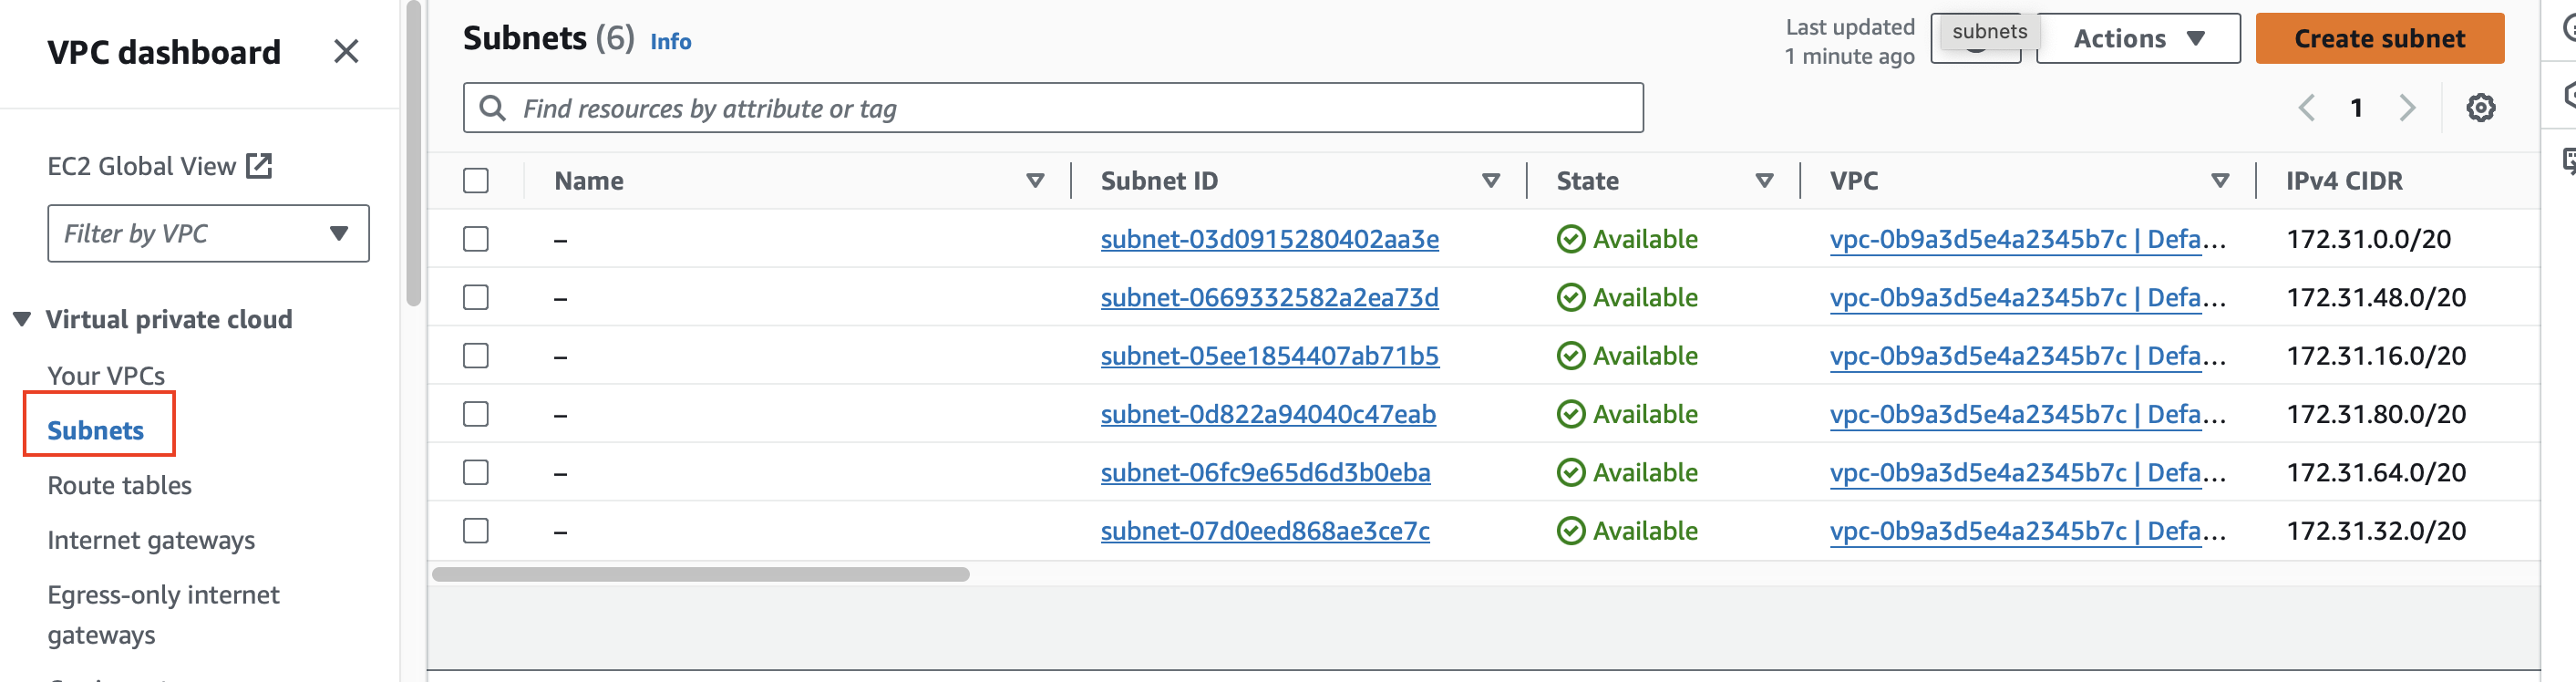 VPC dashboard
EC2 Global View
Filter by VPC
Virtual private cloud
Your VPCs
Subnets
Route tables
Internet gateways
Egress-only internet
gateways
Subnets (6) Info
Last updated
1 minute ago
subnets
Actions
Create subnet
Find resources by attribute or tag
1
Name Subnet ID State VPC IPv4 CIDR
– subnet-03d0915280402aa3e Available vpc-0b9a3d5e4a2345b7c | Defa... 172.31.0.0/20
– subnet-0669332582a2ea73d Available vpc-0b9a3d5e4a2345b7c | Defa... 172.31.48.0/20
– subnet-05ee1854407ab71b5 Available vpc-0b9a3d5e4a2345b7c | Defa... 172.31.16.0/20
– subnet-0d822a94040c47eab Available vpc-0b9a3d5e4a2345b7c | Defa... 172.31.80.0/20
– subnet-06fc9e65d6d3b0eba Available vpc-0b9a3d5e4a2345b7c | Defa... 172.31.64.0/20
– subnet-07d0eed868ae3ce7c Available vpc-0b9a3d5e4a2345b7c | Defa... 172.31.32.0/20